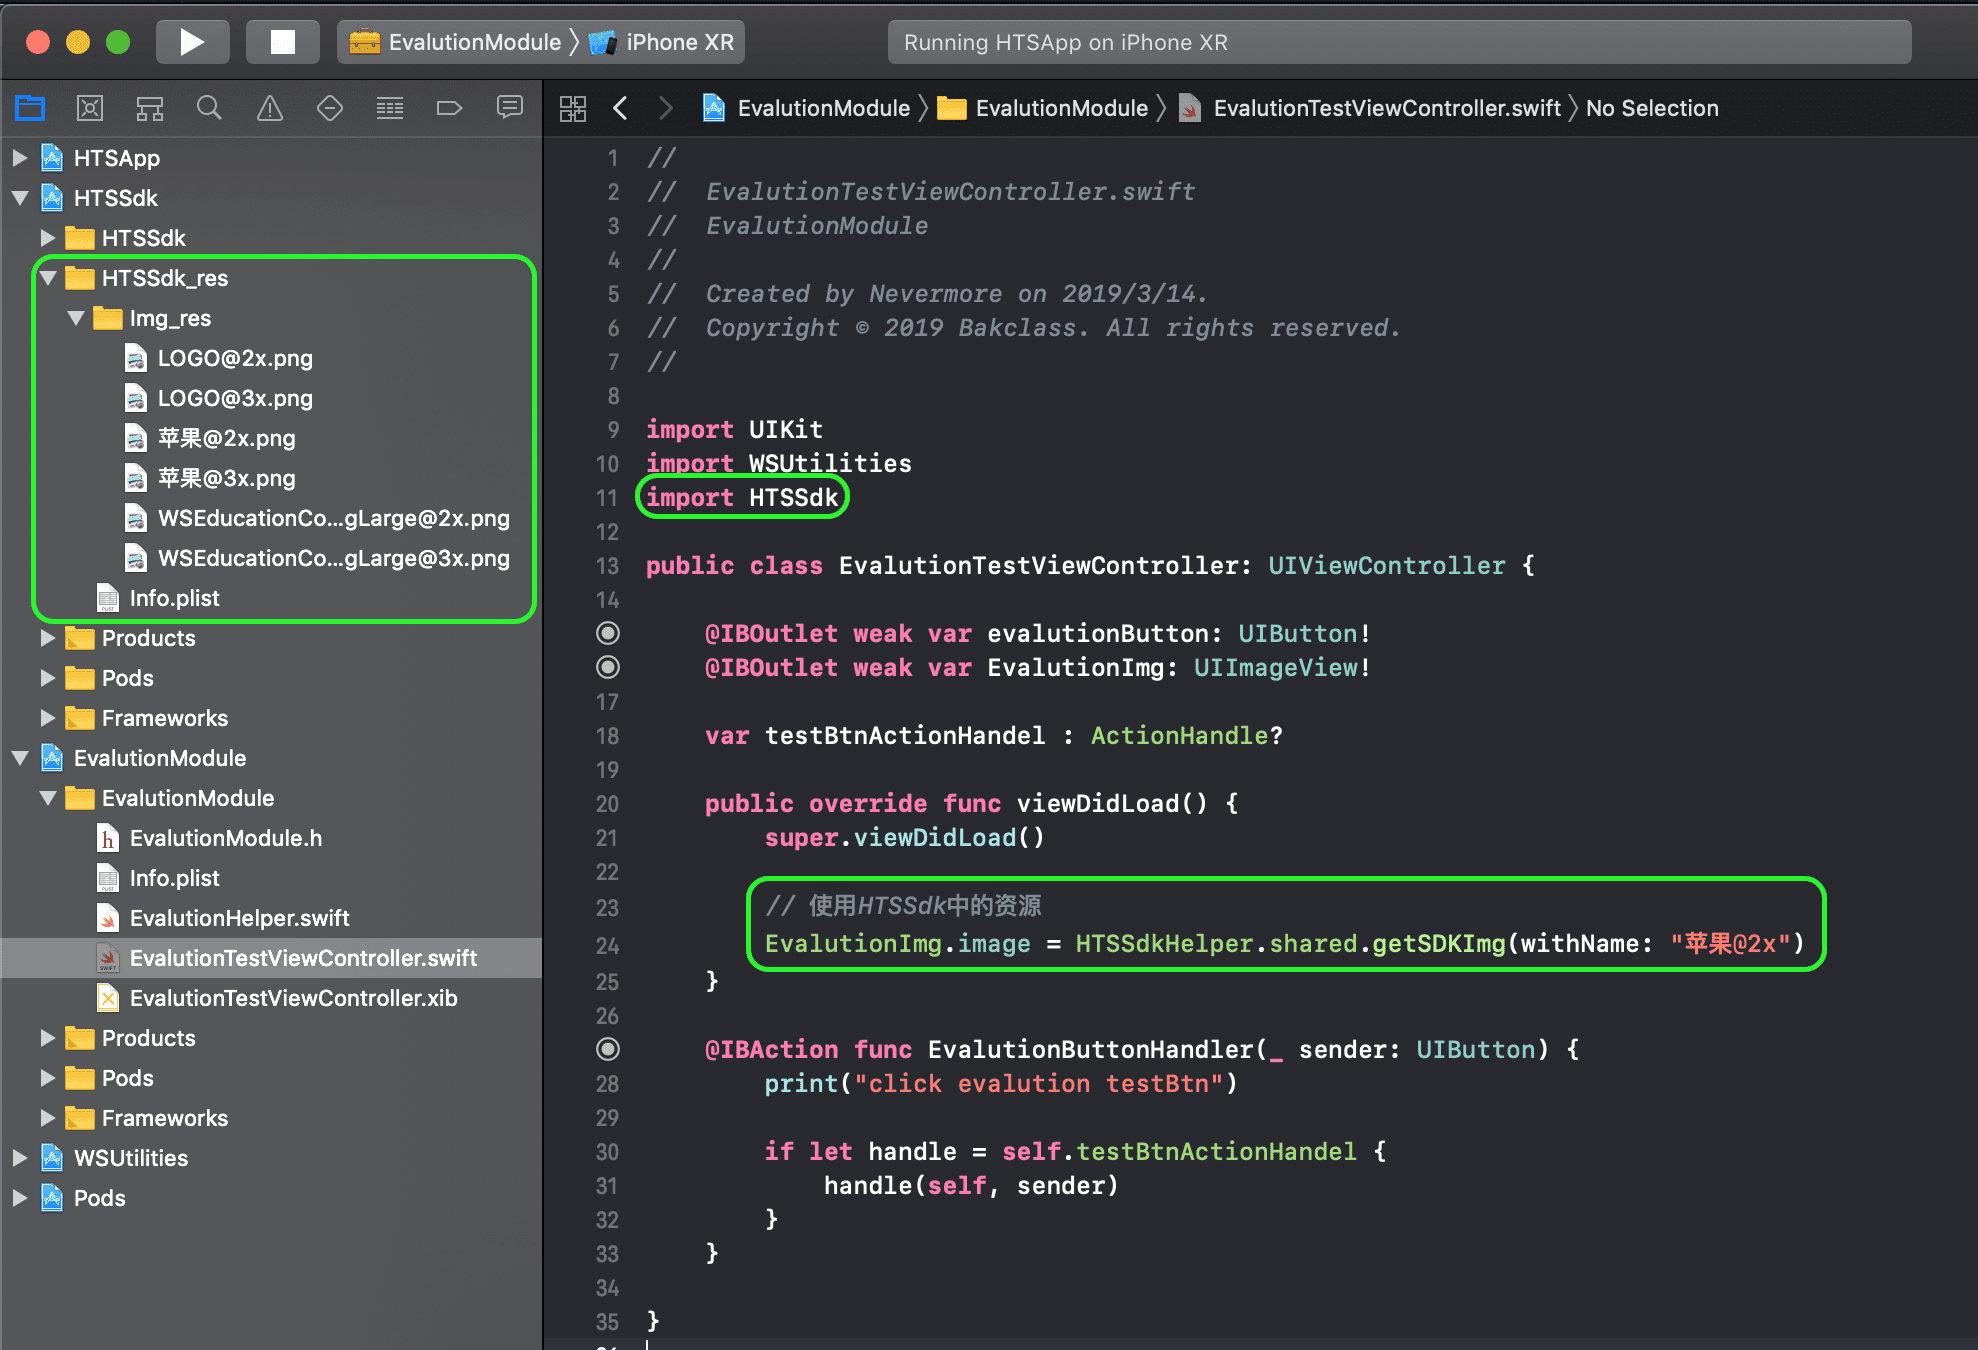 EvalutionModule 〉 iPhone XR
Running HTSApp on iPhone XR
EvalutionModule 〉 EvalutionModule 〉 EvalutionTestViewController.swift 〉 No Selection
HTSApp
HTSSdk
HTSSdk
HTSSdk_res
Img_res
LOGO@2x.png
LOGO@3x.png
苹果@2x.png
苹果@3x.png
WSEducationCo...gLarge@2x.png
WSEducationCo...gLarge@3x.png
Info.plist
Products
Pods
Frameworks
EvalutionModule
EvalutionModule
EvalutionModule.h
Info.plist
EvalutionHelper.swift
EvalutionTestViewController.swift
EvalutionTestViewController.xib
Products
Pods
Frameworks
WSUtilities
Pods
1 //
2 //  EvalutionTestViewController.swift
3 //  EvalutionModule
4 //
5 //  Created by Nevermore on 2019/3/14.
6 //  Copyright © 2019 Bakclass. All rights reserved.
7 //
8
9 import UIKit
10 import WSUtilities
11 import HTSSdk
12
13 public class EvalutionTestViewController: UIViewController {
14
@IBOutlet weak var evalutionButton: UIButton!
@IBOutlet weak var EvalutionImg: UIImageView!
17
18 var testBtnActionHandel : ActionHandle?
19
20 public override func viewDidLoad() {
21 super.viewDidLoad()
22
23 // 使用HTSSdk中的资源
24 EvalutionImg.image = HTSSdkHelper.shared.getSDKImg(withName: "苹果@2x")
25 }
26
@IBAction func EvalutionButtonHandler(_ sender: UIButton) {
28 print("click evalution testBtn")
29
30 if let handle = self.testBtnActionHandel {
31 handle(self, sender)
32 }
33 }
34
35 }